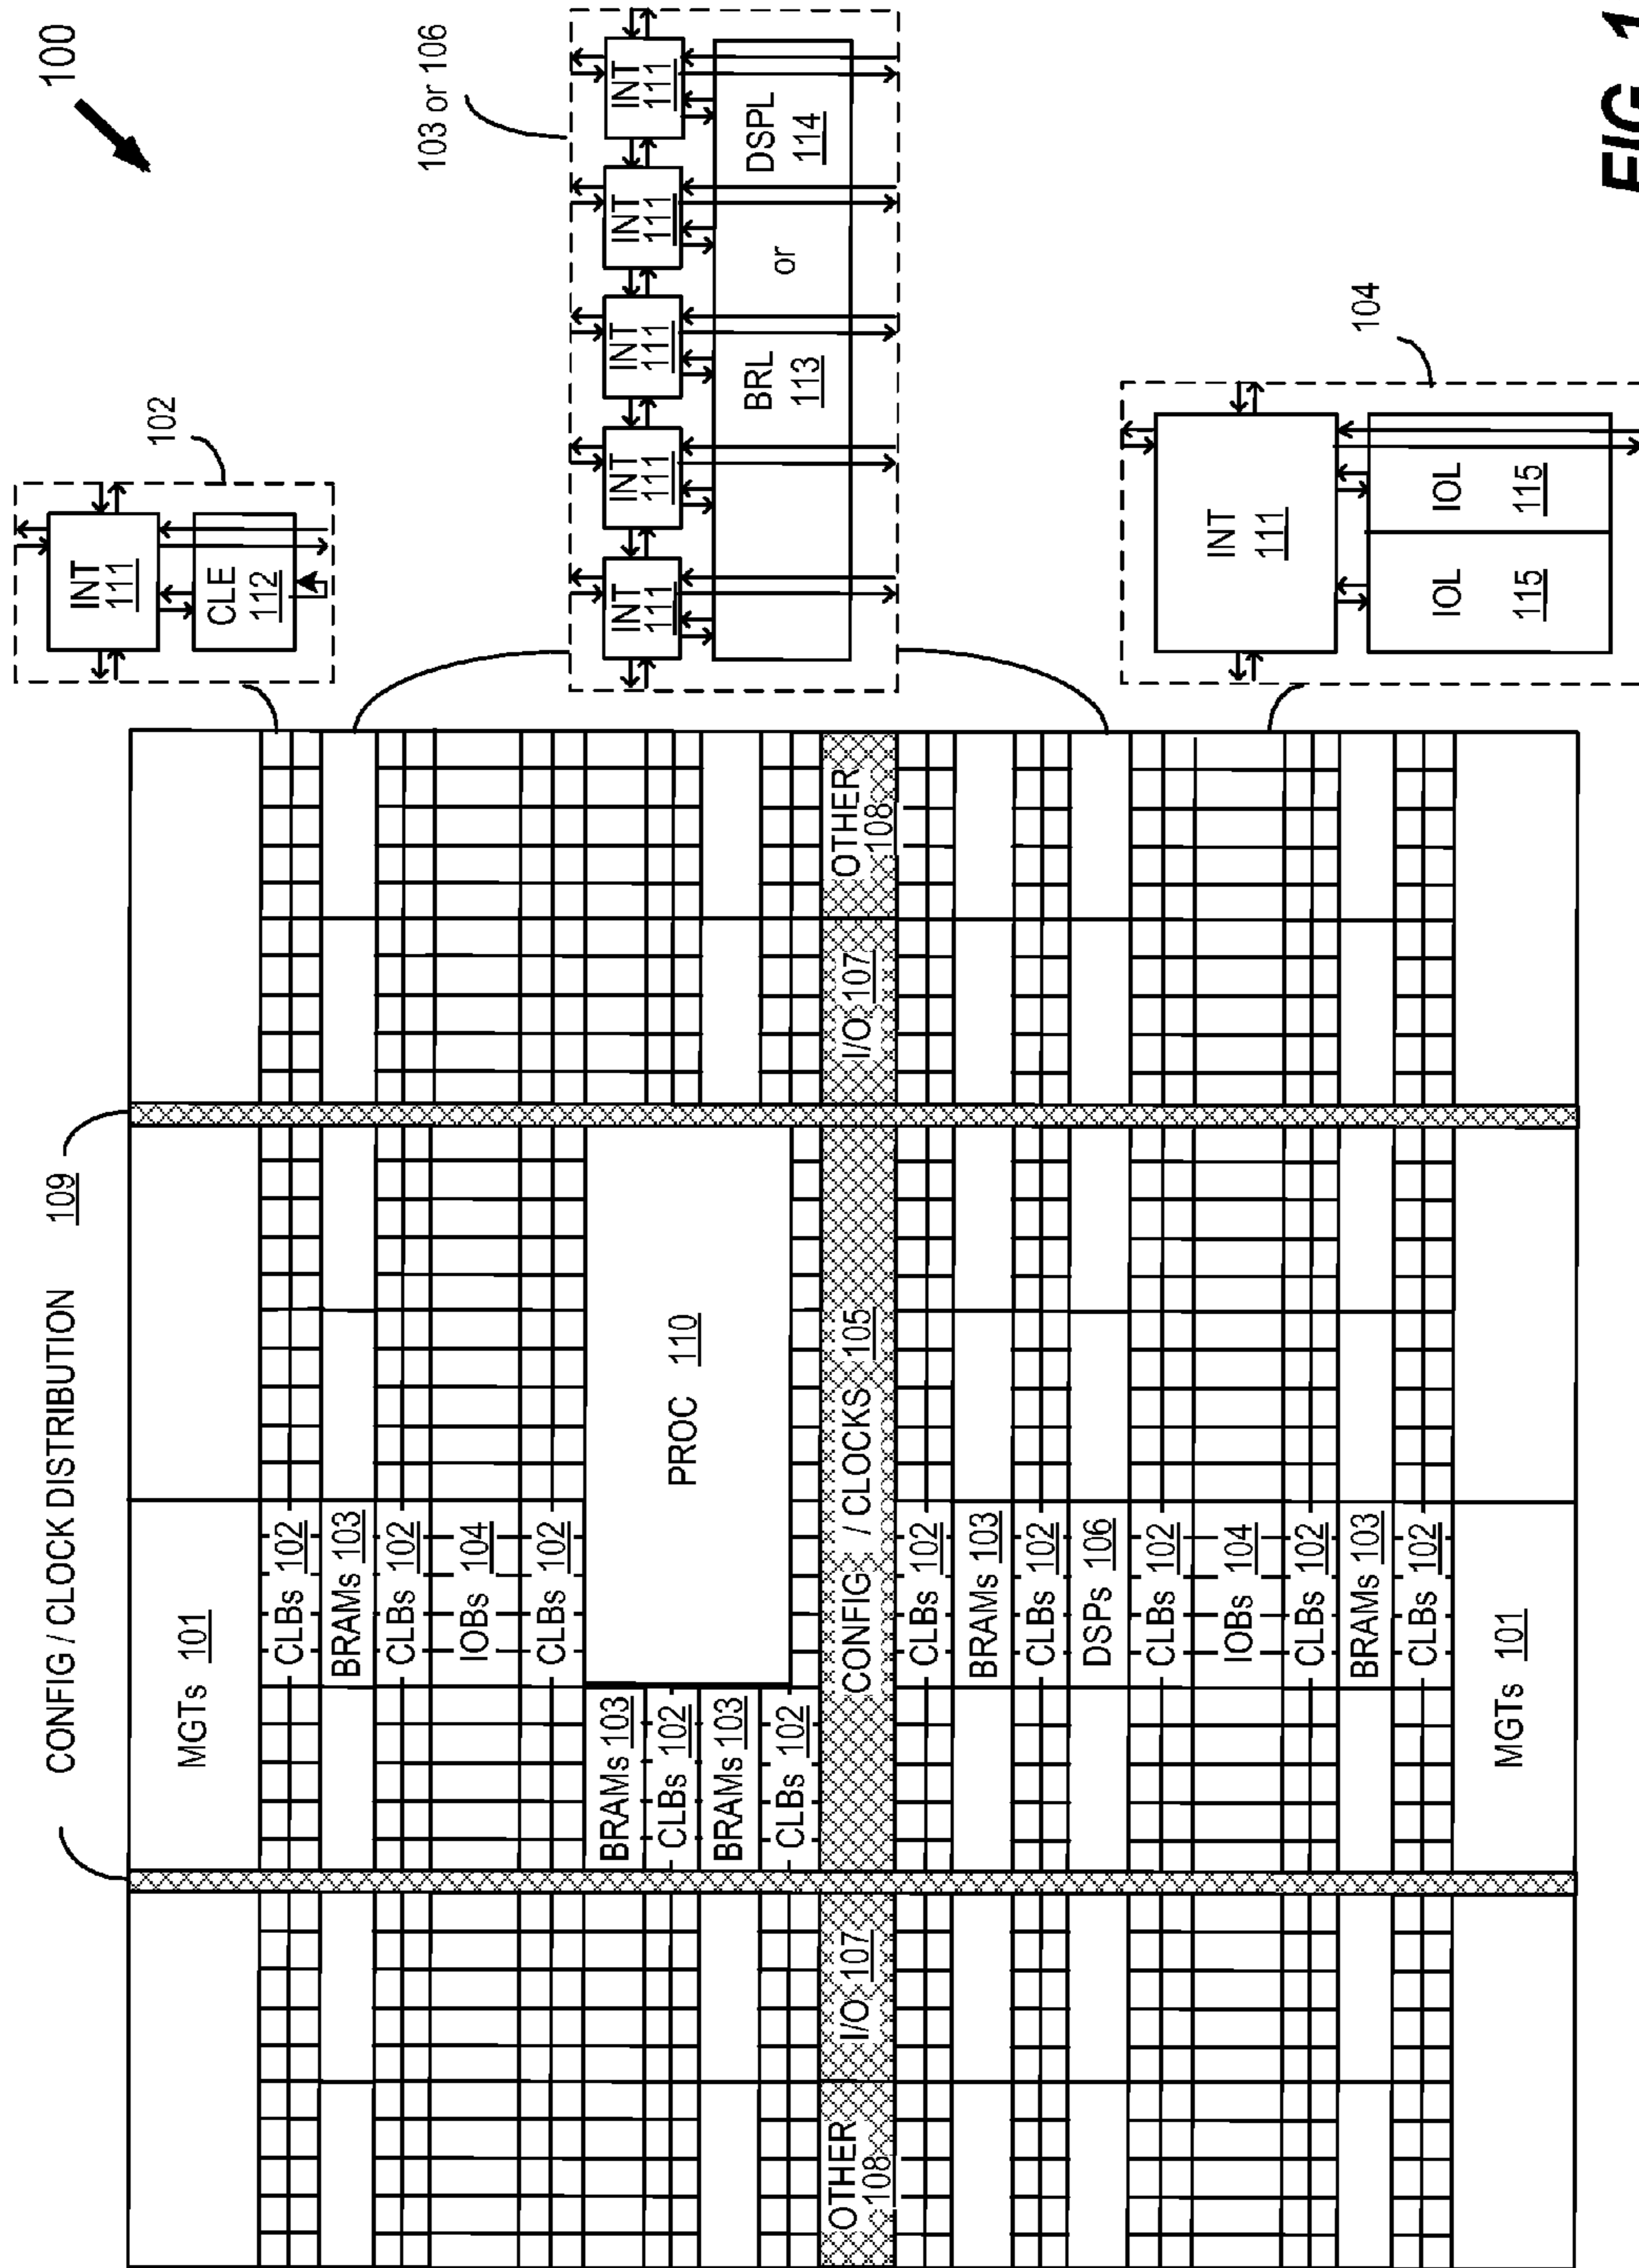 100
CONFIG / CLOCK DISTRIBUTION 109
MGTs 101
CLBs 102
BRAMs 103
CLBs 102
IOBs 104
CLBs 102
BRAMs 103
CLBs 102
BRAMs 103
CLBs 102
PROC 110
OTHER
108
I/O 107
CONFIG / CLOCKS 105
I/O 107
OTHER
108
CLBs 102
BRAMs 103
CLBs 102
DSPs 106
CLBs 102
IOBs 104
CLBs 102
BRAMs 103
CLBs 102
MGTs 101
102
INT
111
CLE
112
103 or 106
INT
111
INT
111
INT
111
INT
111
INT
111
BRL
113
or
DSPL
114
104
INT
111
IOL
115
IOL
115
FIG 1